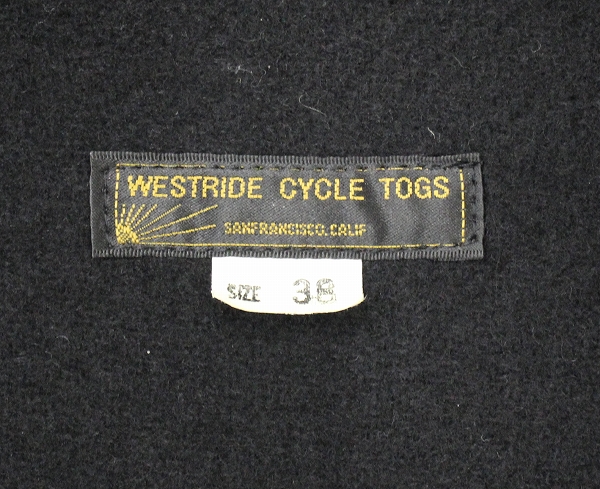 WESTRIDE CYCLE TOGS
SANFRANCISCO.CALIF
SIZE 38